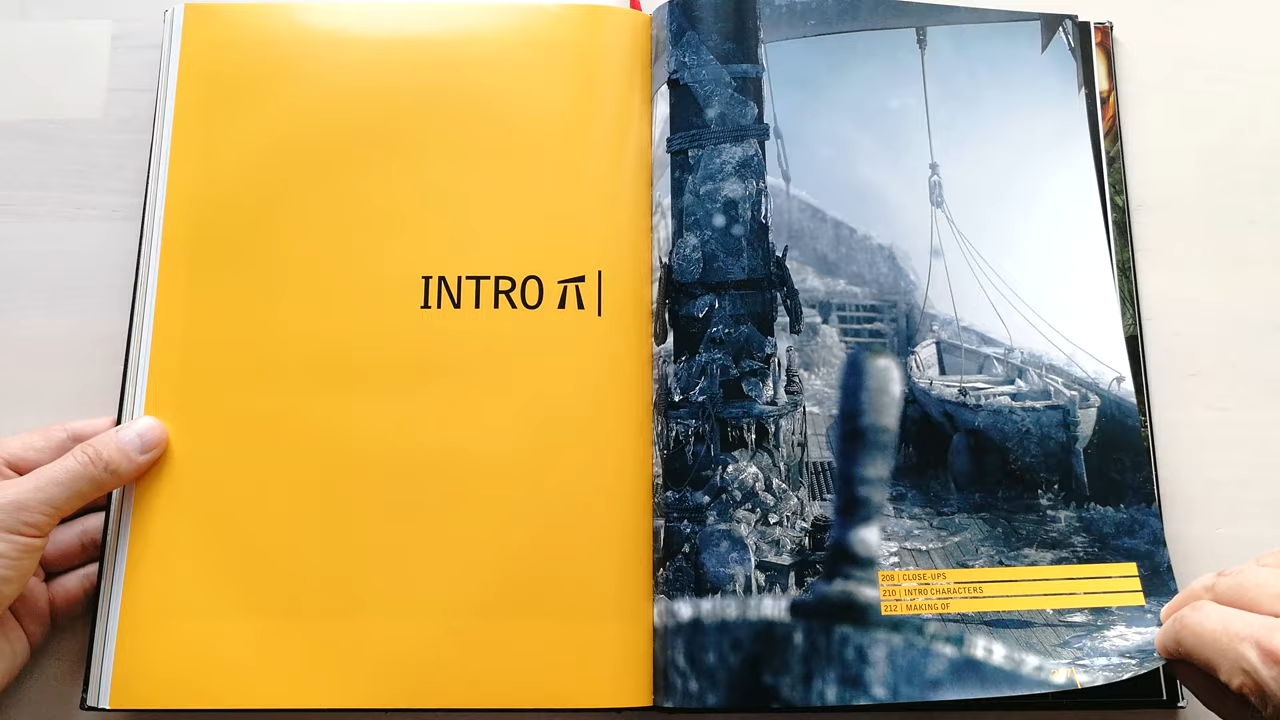 INTRO π|
208 | CLOSE-UPS
210 | INTRO CHARACTERS
212 | MAKING OF